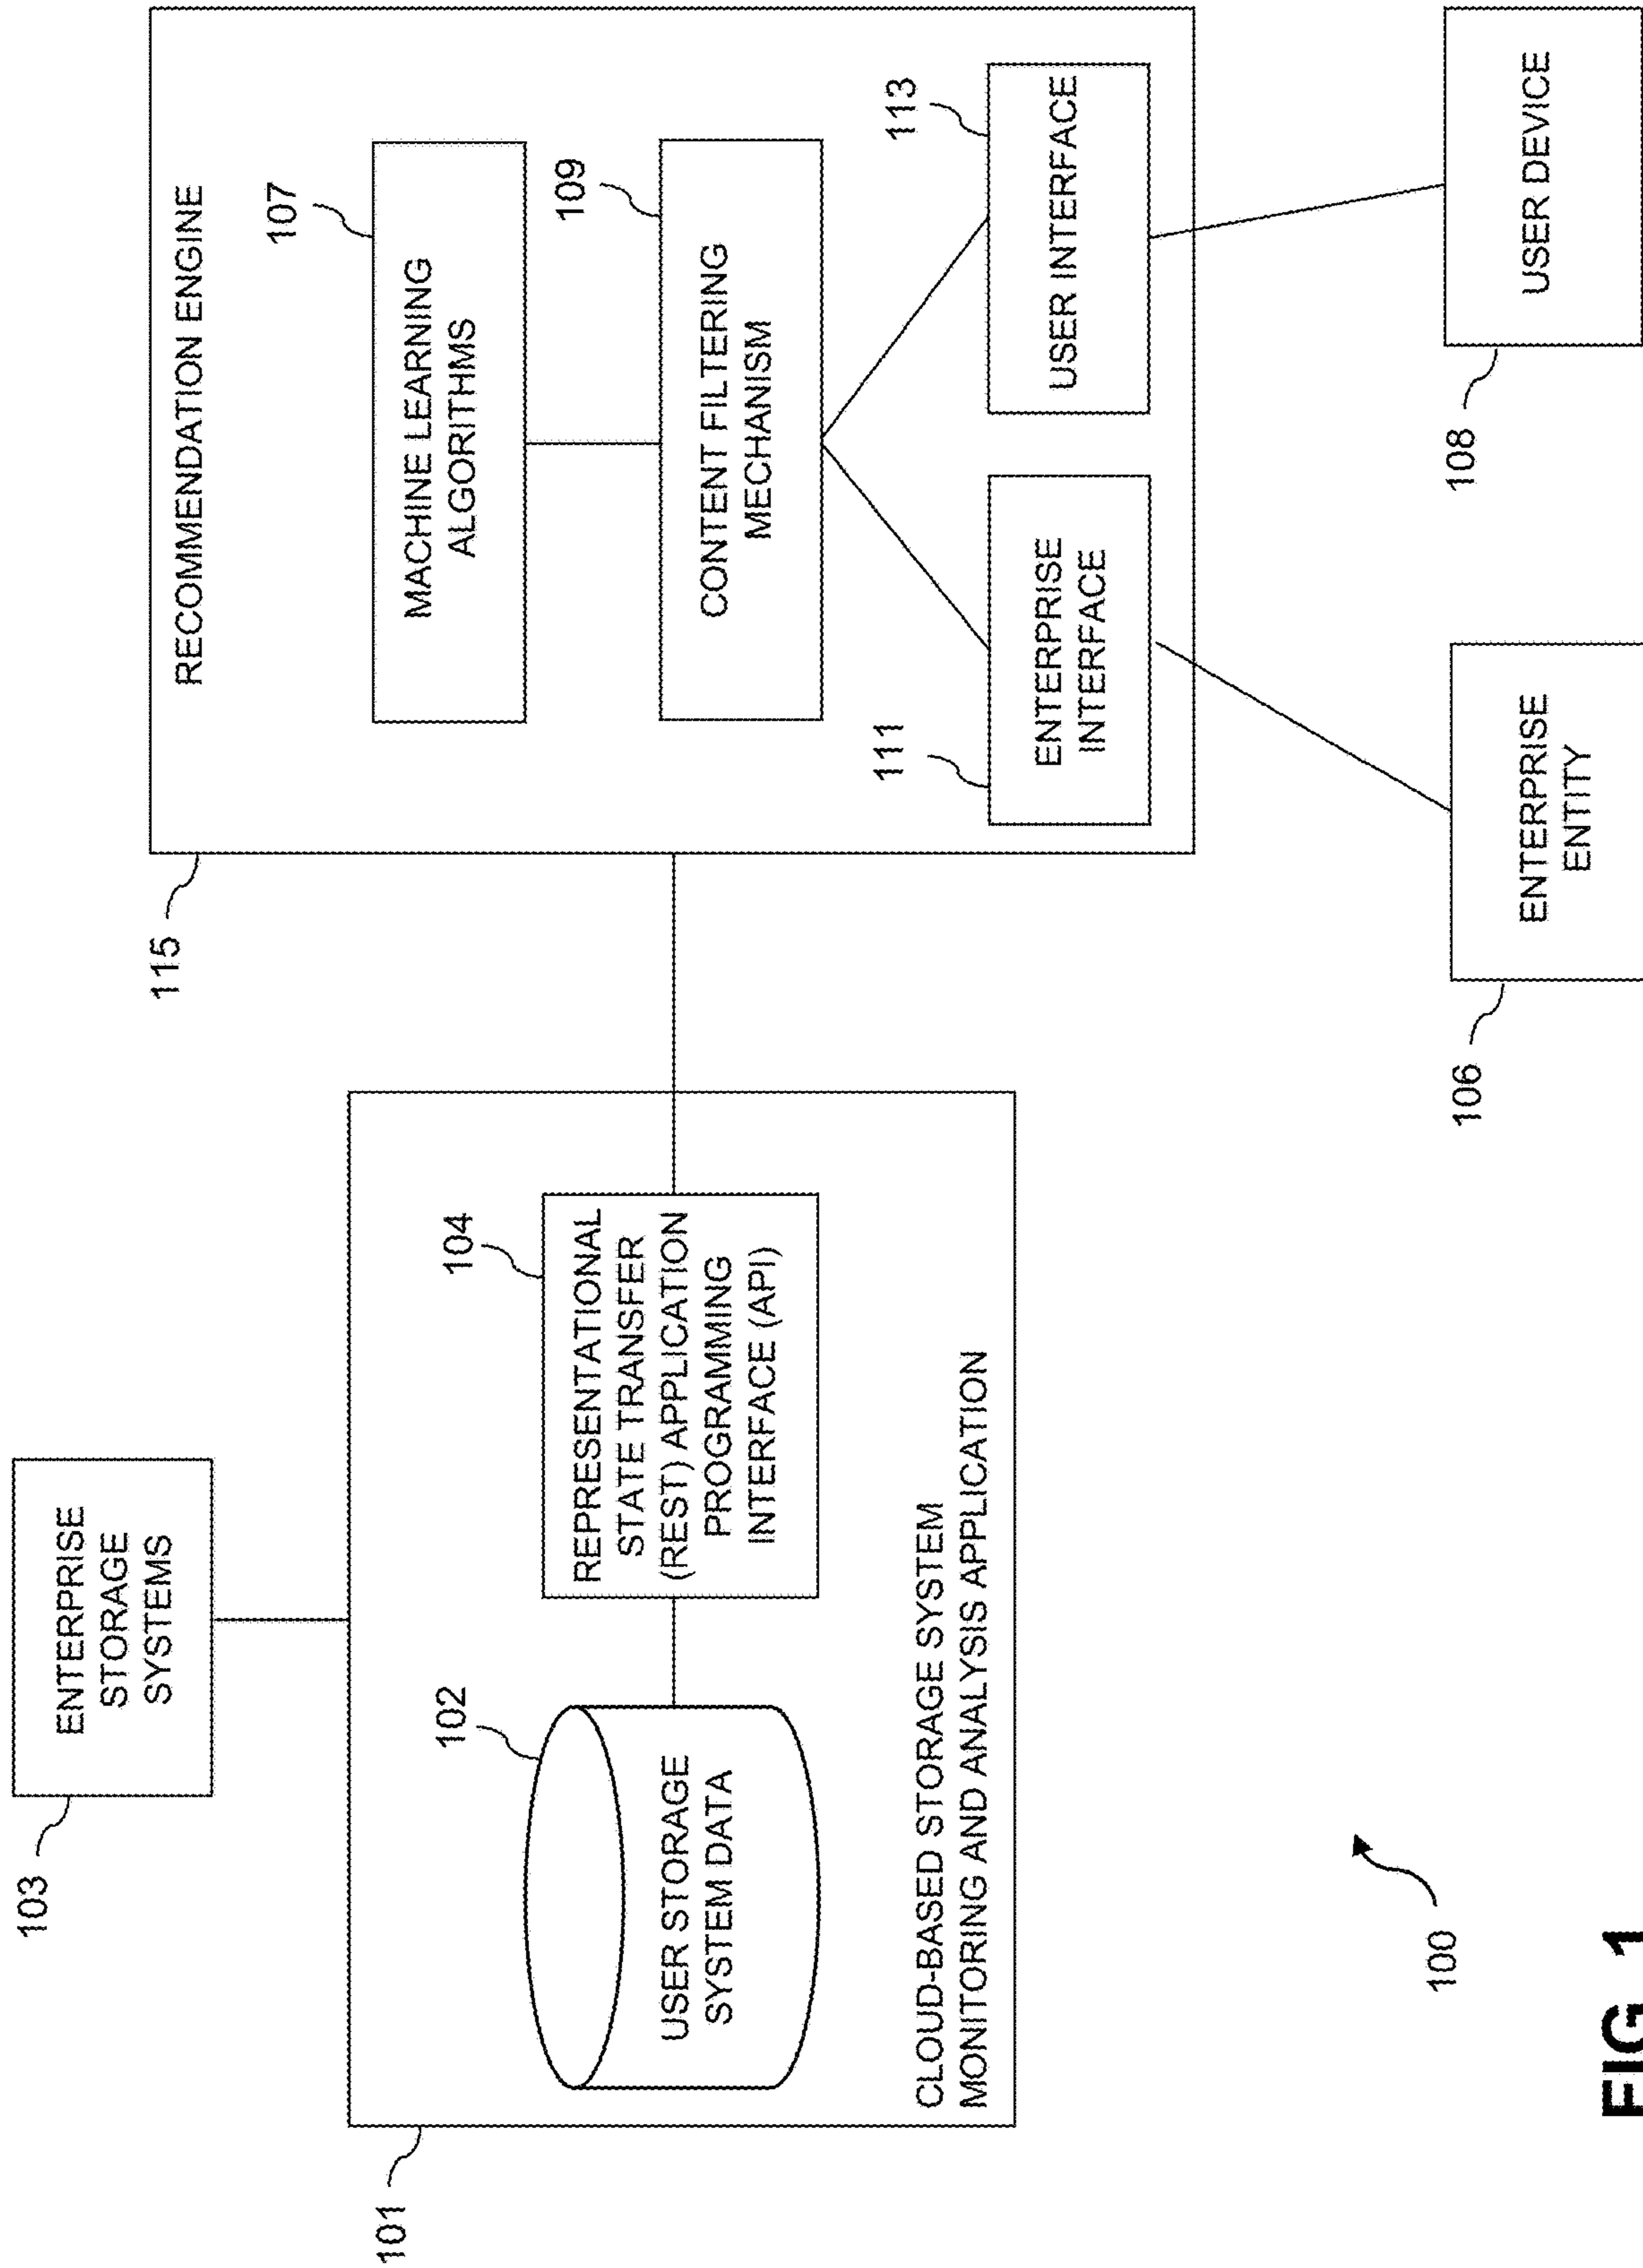 103
ENTERPRISE
STORAGE
SYSTEMS
101
102
USER STORAGE
SYSTEM DATA
104
REPRESENTATIONAL
STATE TRANSFER
(REST) APPLICATION
PROGRAMMING
INTERFACE (API)
CLOUD-BASED STORAGE SYSTEM
MONITORING AND ANALYSIS APPLICATION
115
RECOMMENDATION ENGINE
107
MACHINE LEARNING
ALGORITHMS
109
CONTENT FILTERING
MECHANISM
111
ENTERPRISE
INTERFACE
113
USER INTERFACE
106
ENTERPRISE
ENTITY
108
USER DEVICE
100
FIG. 1